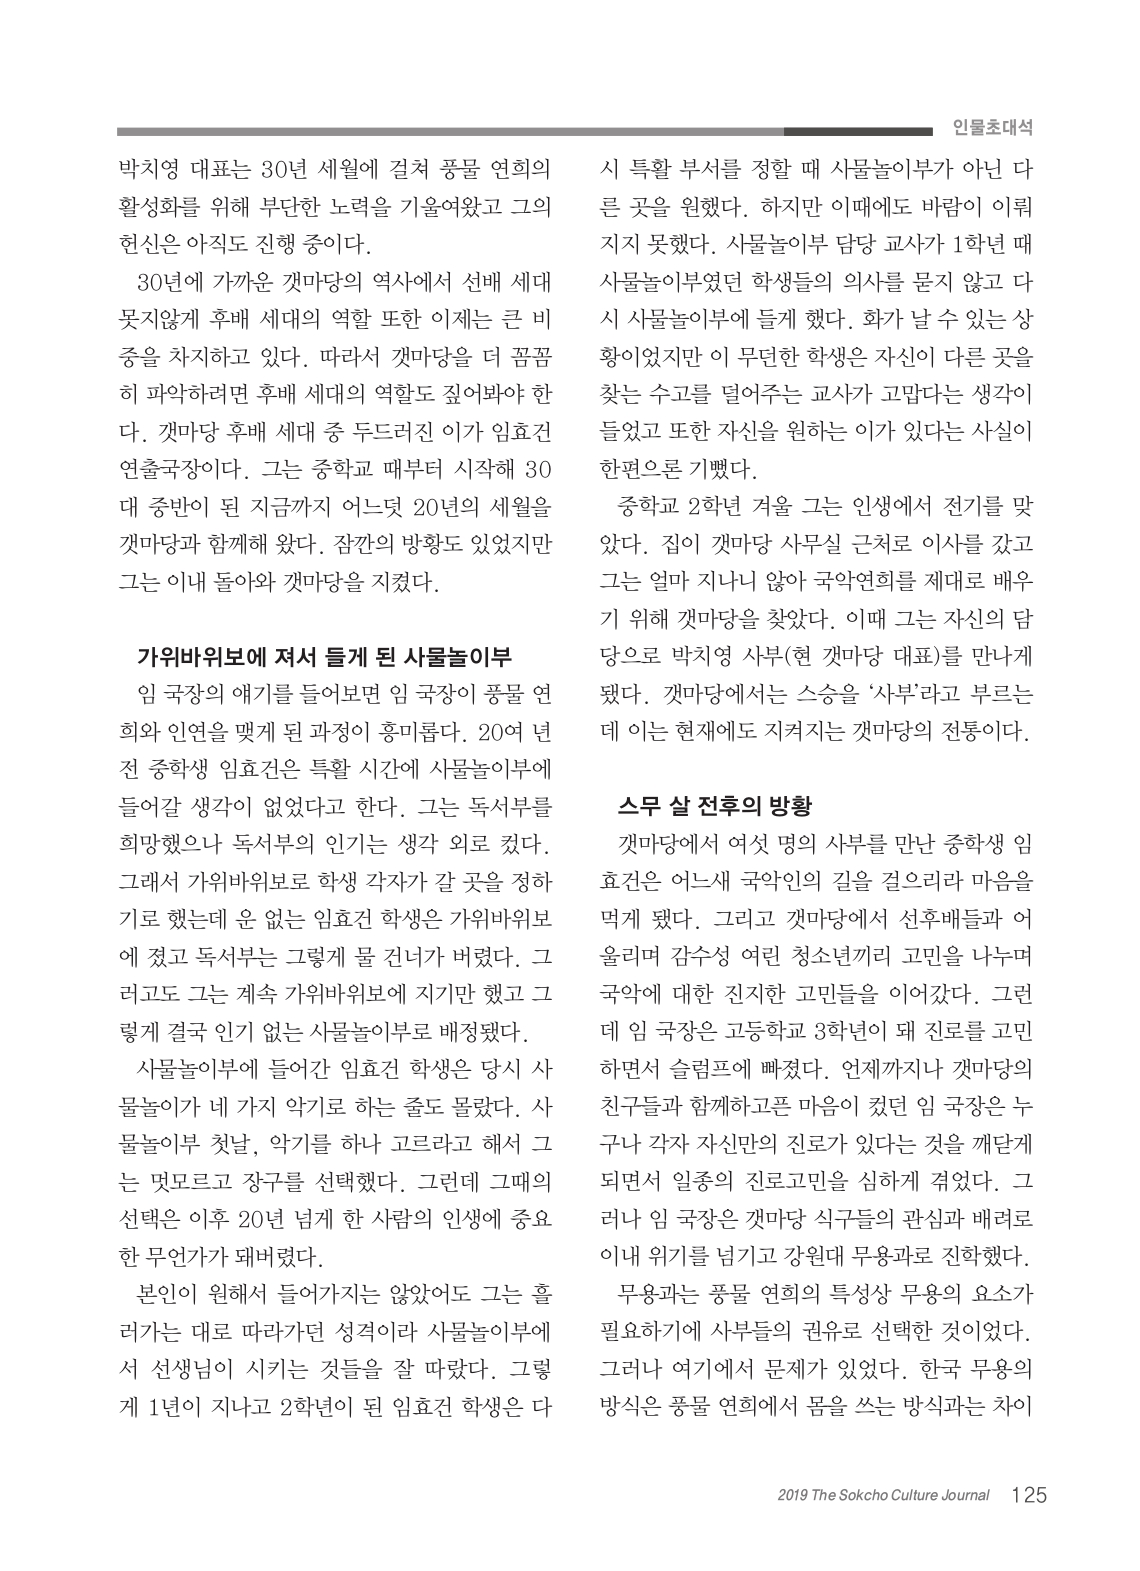 인물초대석
박치영 대표는 30년 세월에 걸쳐 풍물 연희의
활성화를 위해 부단한 노력을 기울여왔고 그의
헌신은 아직도 진행 중이다.
30년에 가까운 갯마당의 역사에서 선배 세대
못지않게 후배 세대의 역할 또한 이제는 큰 비
중을 차지하고 있다. 따라서 갯마당을 더 꼼꼼
히 파악하려면 후배 세대의 역할도 짚어봐야 한
다. 갯마당 후배 세대 중 두드러진 이가 임효건
연출국장이다. 그는 중학교 때부터 시작해 30
대 중반이 된 지금까지 어느덧 20년의 세월을
갯마당과 함께해 왔다. 잠깐의 방황도 있었지만
그는 이내 돌아와 갯마당을 지켰다.
가위바위보에 져서 들게 된 사물놀이부
임 국장의 얘기를 들어보면 임 국장이 풍물 연
희와 인연을 맺게 된 과정이 흥미롭다. 20여 년
전 중학생 임효건은 특활 시간에 사물놀이부에
들어갈 생각이 없었다고 한다. 그는 독서부를
희망했으나 독서부의 인기는 생각 외로 컸다.
그래서 가위바위보로 학생 각자가 갈 곳을 정하
기로 했는데 운 없는 임효건 학생은 가위바위보
에 졌고 독서부는 그렇게 물 건너가 버렸다. 그
러고도 그는 계속 가위바위보에 지기만 했고 그
렇게 결국 인기 없는 사물놀이부로 배정됐다.
사물놀이부에 들어간 임효건 학생은 당시 사
물놀이가 네 가지 악기로 하는 줄도 몰랐다. 사
물놀이부 첫날, 악기를 하나 고르라고 해서 그
는 멋모르고 장구를 선택했다. 그런데 그때의
선택은 이후 20년 넘게 한 사람의 인생에 중요
한 무언가가 돼버렸다.
본인이 원해서 들어가지는 않았어도 그는 흘
러가는 대로 따라가던 성격이라 사물놀이부에
서 선생님이 시키는 것들을 잘 따랐다. 그렇
게 1년이 지나고 2학년이 된 임효건 학생은 다
시 특활 부서를 정할 때 사물놀이부가 아닌 다
른 곳을 원했다. 하지만 이때에도 바람이 이뤄
지지 못했다. 사물놀이부 담당 교사가 1학년 때
사물놀이부였던 학생들의 의사를 묻지 않고 다
시 사물놀이부에 들게 했다. 화가 날 수 있는 상
황이었지만 이 무던한 학생은 자신이 다른 곳을
찾는 수고를 덜어주는 교사가 고맙다는 생각이
들었고 또한 자신을 원하는 이가 있다는 사실이
한편으론 기뻤다.
중학교 2학년 겨울 그는 인생에서 전기를 맞
았다. 집이 갯마당 사무실 근처로 이사를 갔고
그는 얼마 지나니 않아 국악연희를 제대로 배우
기 위해 갯마당을 찾았다. 이때 그는 자신의 담
당으로 박치영 사부(현 갯마당 대표)를 만나게
됐다. 갯마당에서는 스승을 ‘사부’라고 부르는
데 이는 현재에도 지켜지는 갯마당의 전통이다.
스무 살 전후의 방황
갯마당에서 여섯 명의 사부를 만난 중학생 임
효건은 어느새 국악인의 길을 걸으리라 마음을
먹게 됐다. 그리고 갯마당에서 선후배들과 어
울리며 감수성 여린 청소년끼리 고민을 나누며
국악에 대한 진지한 고민들을 이어갔다. 그런
데 임 국장은 고등학교 3학년이 돼 진로를 고민
하면서 슬럼프에 빠졌다. 언제까지나 갯마당의
친구들과 함께하고픈 마음이 컸던 임 국장은 누
구나 각자 자신만의 진로가 있다는 것을 깨닫게
되면서 일종의 진로고민을 심하게 겪었다. 그
러나 임 국장은 갯마당 식구들의 관심과 배려로
이내 위기를 넘기고 강원대 무용과로 진학했다.
무용과는 풍물 연희의 특성상 무용의 요소가
필요하기에 사부들의 권유로 선택한 것이었다.
그러나 여기에서 문제가 있었다. 한국 무용의
방식은 풍물 연희에서 몸을 쓰는 방식과는 차이
2019 The Sokcho Culture Journal 125